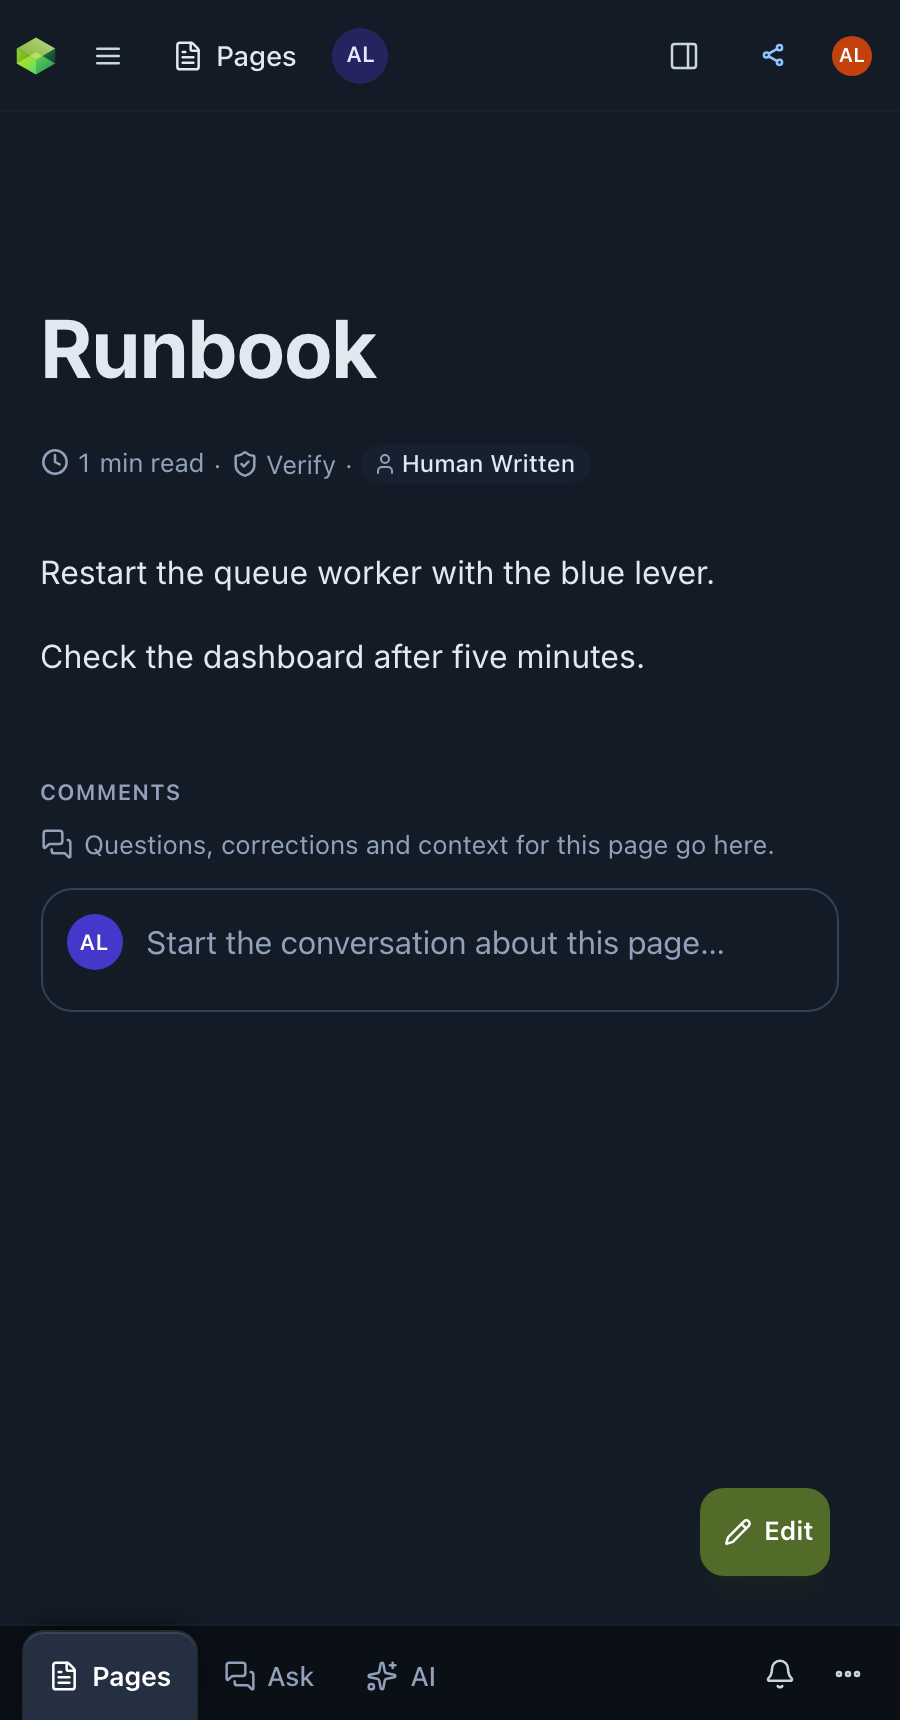 Pages AL AL
Runbook
1 min read · Verify · Human Written
Restart the queue worker with the blue lever.
Check the dashboard after five minutes.
COMMENTS
Questions, corrections and context for this page go here.
AL Start the conversation about this page...
Edit
Pages Ask AI